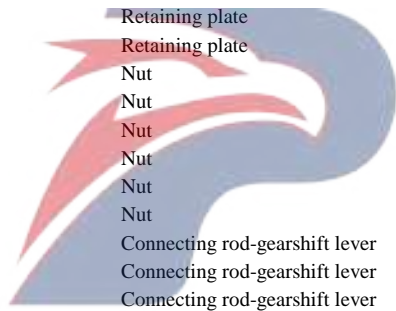 Retaining plate
Retaining plate
Nut
Nut
Nut
Nut
Nut
Nut
Connecting rod-gearshift lever
Connecting rod-gearshift lever
Connecting rod-gearshift lever